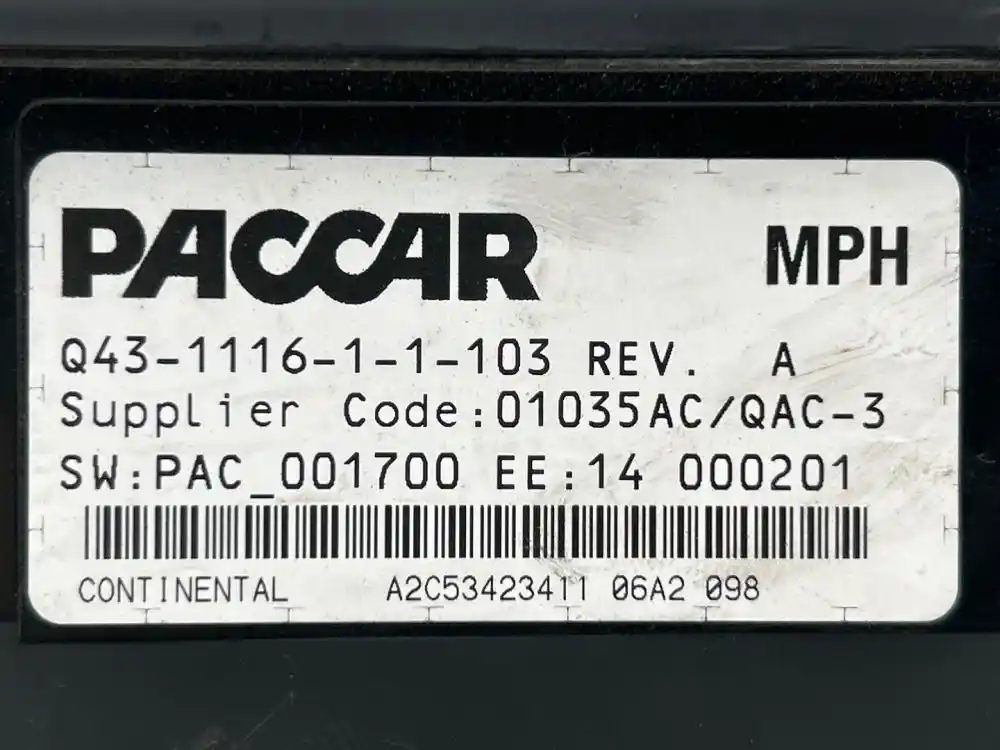 PACCAR MPH
Q43-1116-1-1-103 REV. A
Supplier Code:01035AC/QAC-3
SW:PAC_001700 EE:14 000201
CONTINENTAL A2C53423411 06A2 098